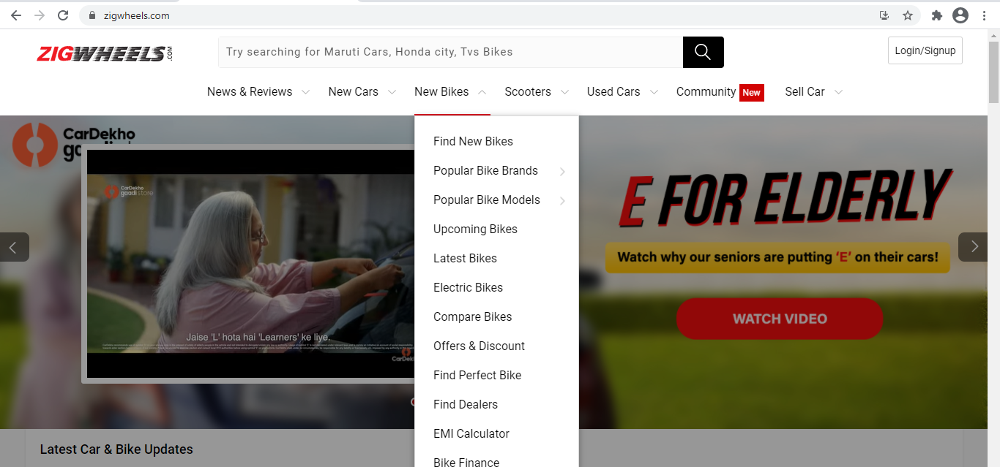 zigwheels.com
ZIGWHEELS.COM
Try searching for Maruti Cars, Honda city, Tvs Bikes
Login/Signup
News & Reviews
New Cars
New Bikes
Scooters
Used Cars
Community New
Sell Car
CarDekho
CarDekho
gaadi store
Jaise 'L' hota hai 'Learners' ke liye.
Find New Bikes
Popular Bike Brands
Popular Bike Models
Upcoming Bikes
Latest Bikes
Electric Bikes
Compare Bikes
Offers & Discount
Find Perfect Bike
Find Dealers
EMI Calculator
Bike Finance
E FOR ELDERLY
Watch why our seniors are putting ‘E’ on their cars!
WATCH VIDEO
Latest Car & Bike Updates